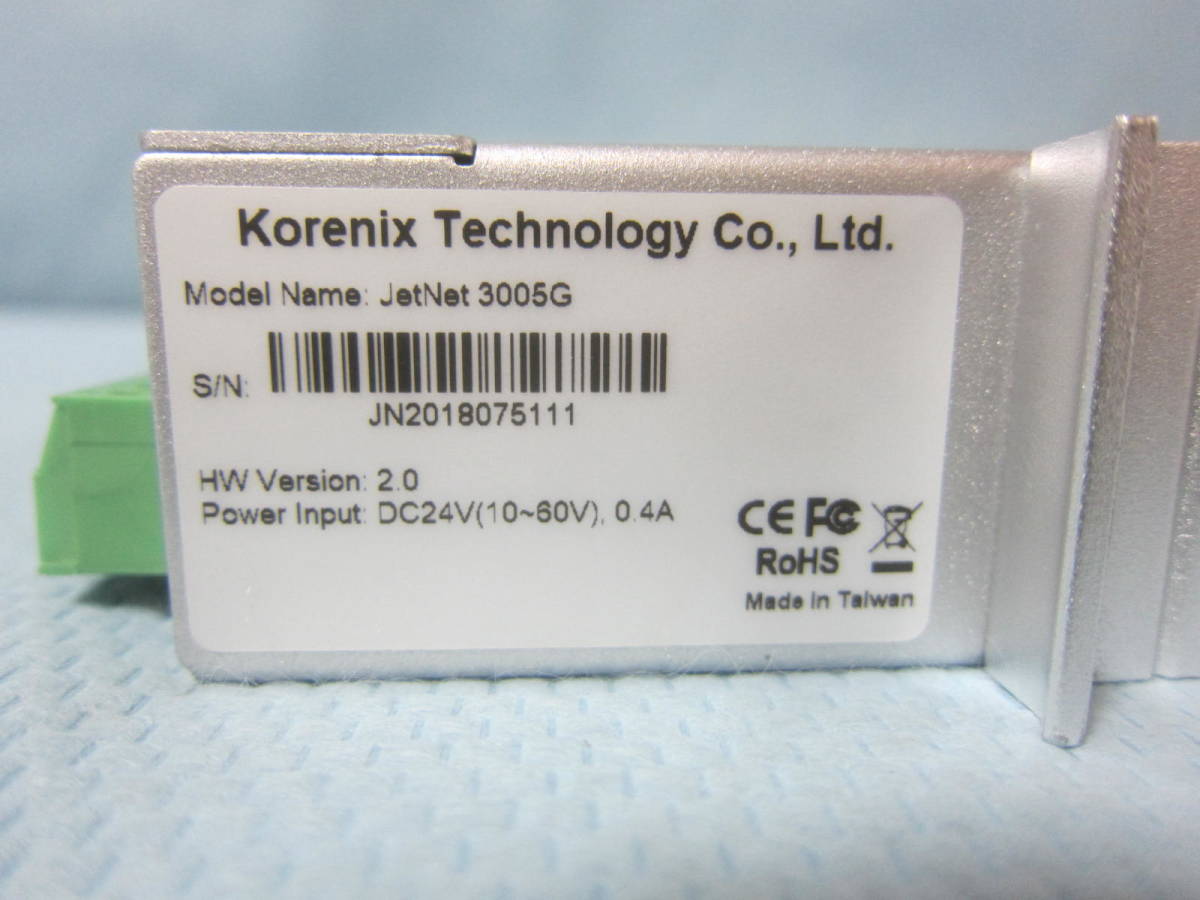 Korenix Technology Co., Ltd.
Model Name: JetNet 3005G
S/N:
JN2018075111
HW Version: 2.0
Power Input: DC24V(10~60V), 0.4A
CE FC
RoHS
Made in Taiwan